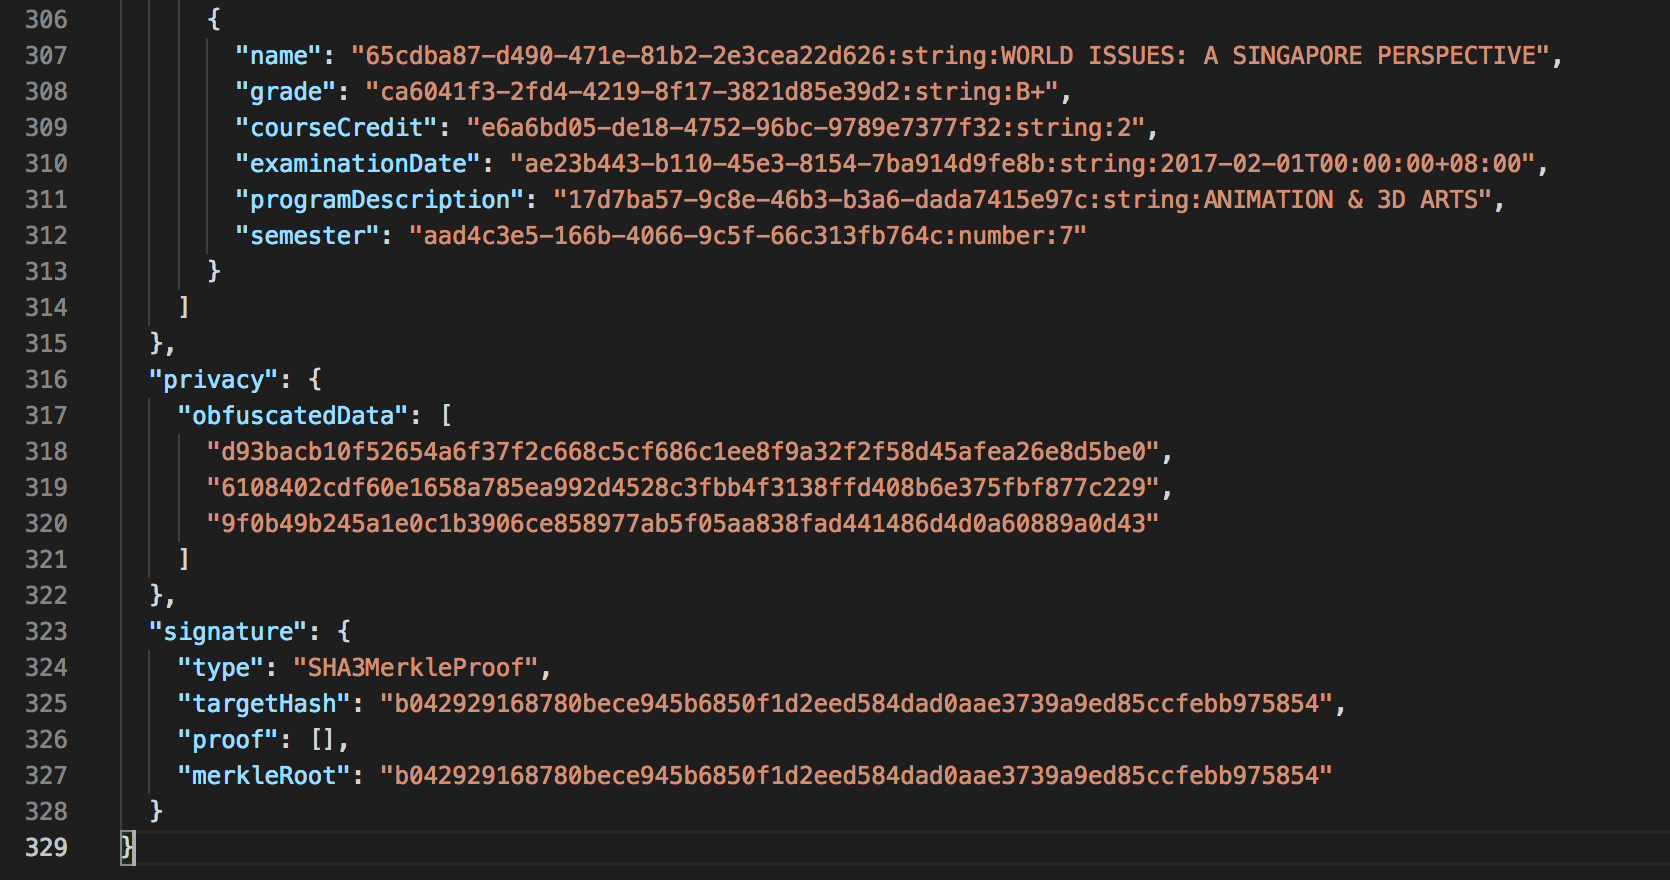 306 {
307 "name": "65cdba87-d490-471e-81b2-2e3cea22d626:string:WORLD ISSUES: A SINGAPORE PERSPECTIVE",
308 "grade": "ca6041f3-2fd4-4219-8f17-3821d85e39d2:string:B+",
309 "courseCredit": "e6a6bd05-de18-4752-96bc-9789e7377f32:string:2",
310 "examinationDate": "ae23b443-b110-45e3-8154-7ba914d9fe8b:string:2017-02-01T00:00:00+08:00",
311 "programDescription": "17d7ba57-9c8e-46b3-b3a6-dada7415e97c:string:ANIMATION & 3D ARTS",
312 "semester": "aad4c3e5-166b-4066-9c5f-66c313fb764c:number:7"
313 }
314 ]
315 },
316 "privacy": {
317 "obfuscatedData": [
318 "d93bacb10f52654a6f37f2c668c5cf686c1ee8f9a32f2f58d45afea26e8d5be0",
319 "6108402cdf60e1658a785ea992d4528c3fbb4f3138ffd408b6e375fbf877c229",
320 "9f0b49b245a1e0c1b3906ce858977ab5f05aa838fad441486d4d0a60889a0d43"
321 ]
322 },
323 "signature": {
324 "type": "SHA3MerkleProof",
325 "targetHash": "b042929168780bece945b6850f1d2eed584dad0aae3739a9ed85ccfebb975854",
326 "proof": [],
327 "merkleRoot": "b042929168780bece945b6850f1d2eed584dad0aae3739a9ed85ccfebb975854"
328 }
329 }